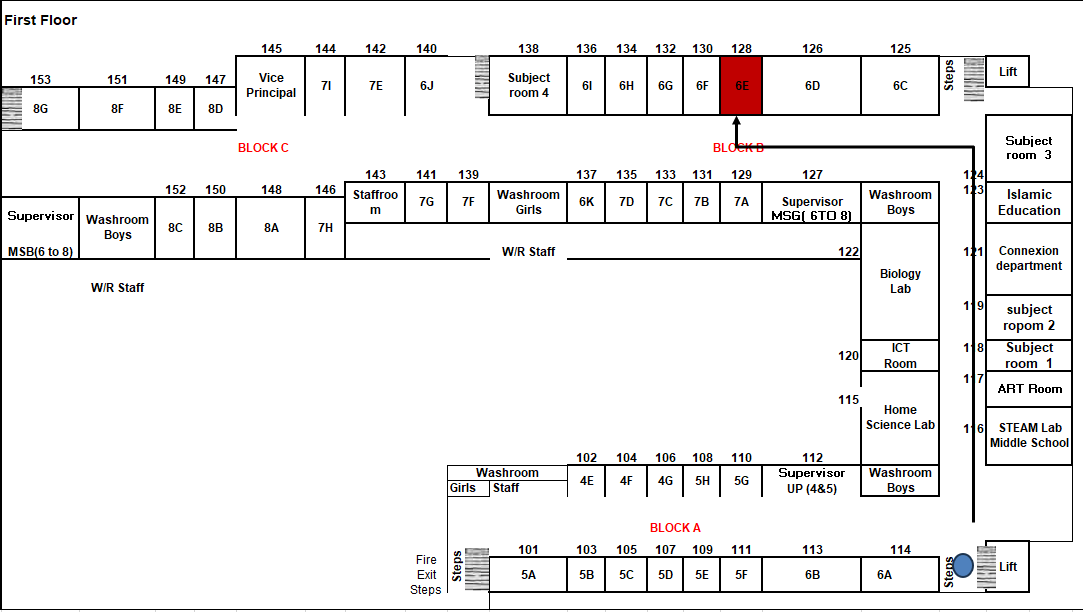 First Floor
145 144 142 140 138 136 134 132 130 128 126 125
153 151 149 147
Vice
Principal
7I 7E 6J
Subject
room 4
6I 6H 6G 6F 6E 6D 6C
Steps
Lift
8G 8F 8E 8D
BLOCK C
BLOCK B
Subject
room 3
124
143 141 139 137 135 133 131 129 127
123
152 150 148 146
Staffroo
m
7G 7F
Washroom
Girls
6K 7D 7C 7B 7A
Supervisor
MSG( 6TO 8)
Washroom
Boys
Islamic
Education
Supervisor
MSB(6 to 8)
Washroom
Boys
8C 8B 8A 7H
W/R Staff
122
121
Connexion
department
W/R Staff
Biology
Lab
119
subject
ropom 2
120
ICT
Room
118
Subject
room 1
117
ART Room
115
Home
Science Lab
116
STEAM Lab
Middle School
102 104 106 108 110 112
Washroom
Girls Staff
4E 4F 4G 5H 5G
Supervisor
UP (4&5)
Washroom
Boys
BLOCK A
101 103 105 107 109 111 113 114
Fire
Exit
Steps
Steps
5A 5B 5C 5D 5E 5F 6B 6A
Steps
Lift